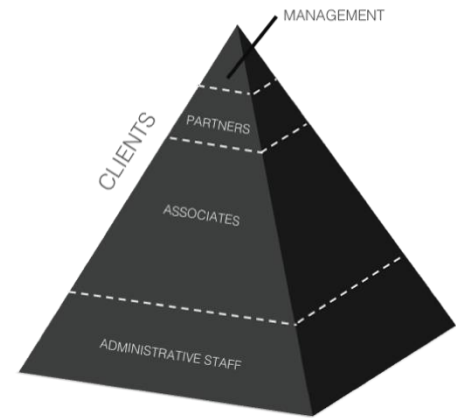 MANAGEMENT
PARTNERS
CLIENTS
ASSOCIATES
ADMINISTRATIVE STAFF